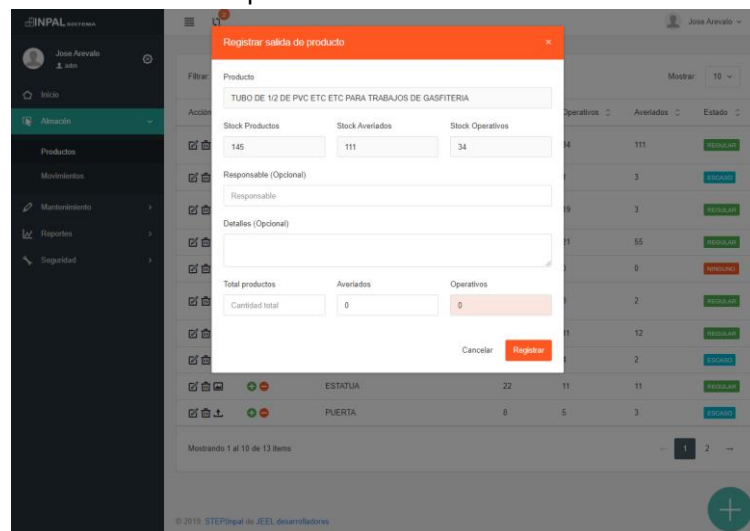 INPAL SISTEMA
2
Jose Arevalo
Jose Arevalo
adm
Inicio
Almacén
Productos
Movimientos
Mantenimiento
Reportes
Seguridad
Registrar salida de producto ×
Producto
TUBO DE 1/2 DE PVC ETC ETC PARA TRABAJOS DE GASFITERIA
Stock Productos Stock Averiados Stock Operativos
145 111 34
Responsable (Opcional)
Responsable
Detalles (Opcional)
Total productos Averiados Operativos
Cantidad total 0 0
Cancelar Registrar
Filtrar: Mostrar: 10
Acción Operativos Averiados Estado
34 111 REGULAR
3 ESCASO
19 3 REGULAR
21 55 REGULAR
0 NINGUNO
2 REGULAR
11 12 REGULAR
2 ESCASO
ESTATUA 22 11 11 REGULAR
PUERTA 8 5 3 ESCASO
Mostrando 1 al 10 de 13 items
← 1 2 →
© 2019. STEPInpal de JEEL desarrolladores